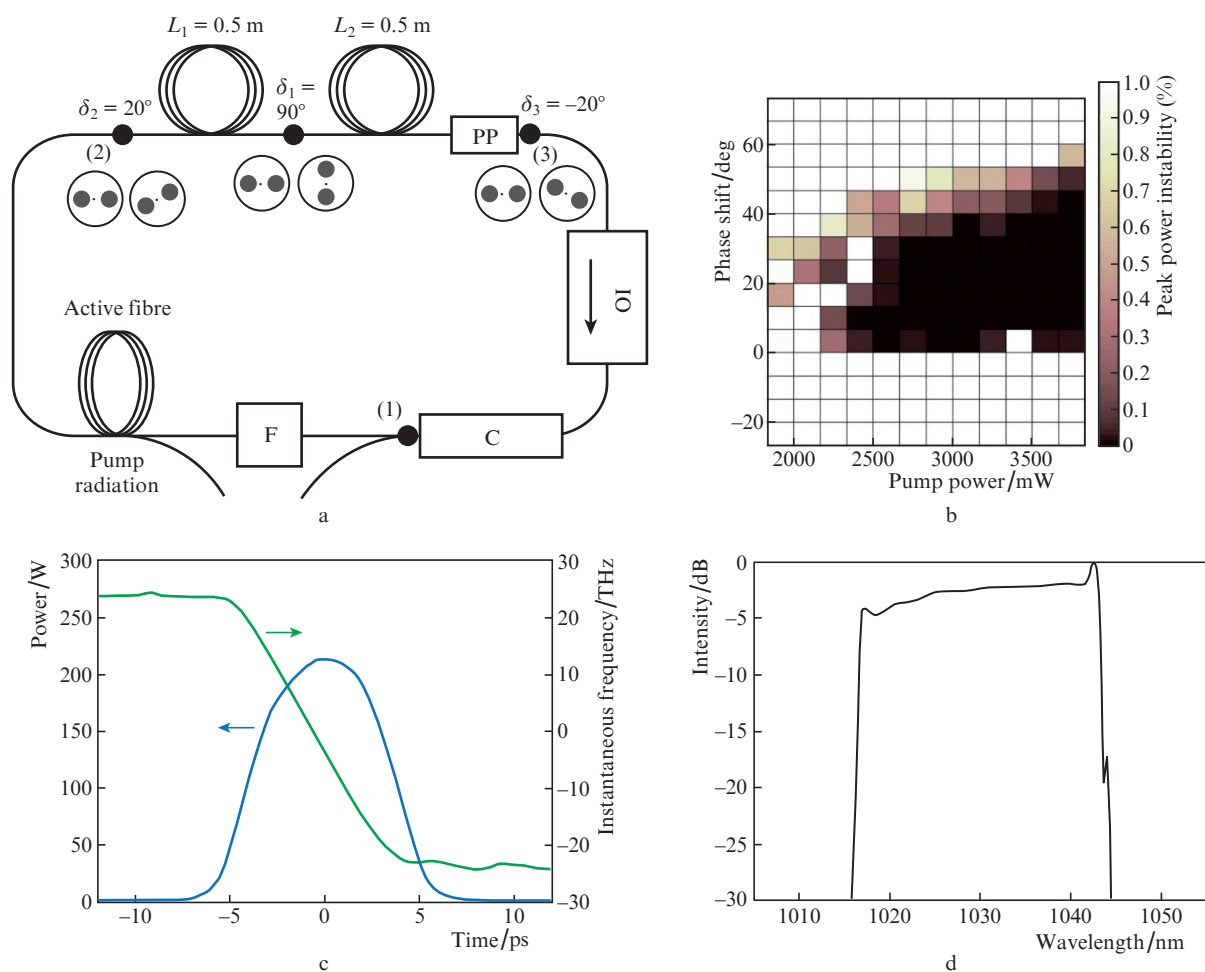 L₁ = 0.5 m
L₂ = 0.5 m
δ₂ = 20°
δ₁ =
90°
δ₃ = –20°
PP
(2)
(3)
OI
Active fibre
(1)
F
C
Pump
radiation
a
Phase shift/deg
60
40
20
0
–20
2000
2500
3000
3500
Pump power/mW
1.0
0.9
0.8
0.7
0.6
0.5
0.4
0.3
0.2
0.1
0
Peak power instability (%)
b
Power/W
300
250
200
150
100
50
0
30
20
10
0
–10
–20
–30
Instantaneous frequency/THz
–10
–5
0
5
10
Time/ps
c
Intensity/dB
0
–5
–10
–15
–20
–25
–30
1010
1020
1030
1040
1050
Wavelength/nm
d